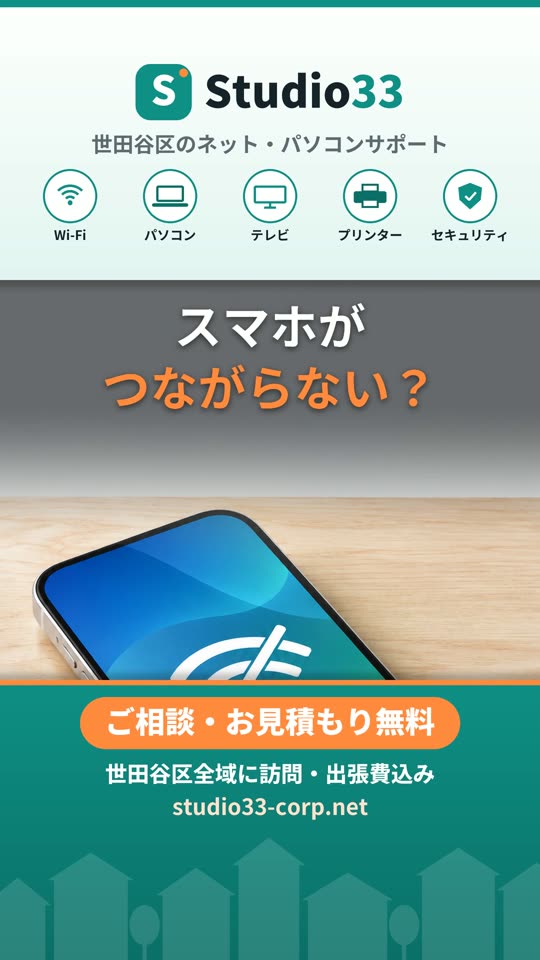 S Studio33
世田谷区のネット・パソコンサポート
Wi-Fi パソコン テレビ プリンター セキュリティ
スマホが
つながらない？
ご相談・お見積もり無料
世田谷区全域に訪問・出張費込み
studio33-corp.net